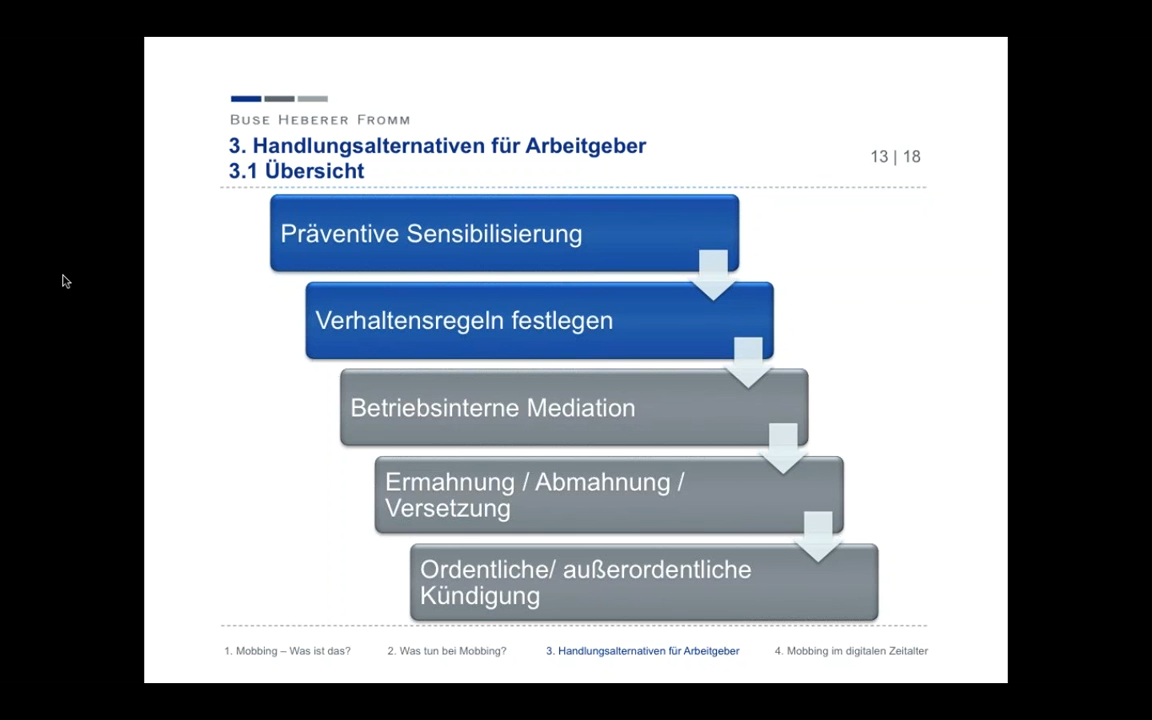 BUSE HEBERER FROMM
3. Handlungsalternativen für Arbeitgeber
3.1 Übersicht
13 | 18
Präventive Sensibilisierung
Verhaltensregeln festlegen
Betriebsinterne Mediation
Ermahnung / Abmahnung /
Versetzung
Ordentliche/ außerordentliche
Kündigung
1. Mobbing – Was ist das?
2. Was tun bei Mobbing?
3. Handlungsalternativen für Arbeitgeber
4. Mobbing im digitalen Zeitalter